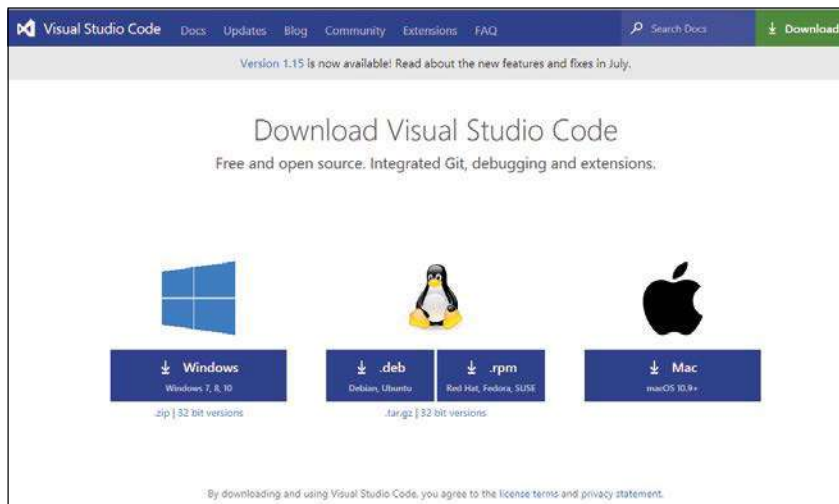 Visual Studio Code Docs Updates Blog Community Extensions FAQ Search Docs Download
Version 1.15 is now available! Read about the new features and fixes in July.
Download Visual Studio Code
Free and open source. Integrated Git, debugging and extensions.
Windows
Windows 7, 8, 10
.zip | 32 bit versions
.deb
Debian, Ubuntu
.rpm
Red Hat, Fedora, SUSE
.tar.gz | 32 bit versions
Mac
macOS 10.9+
By downloading and using Visual Studio Code, you agree to the license terms and privacy statement.